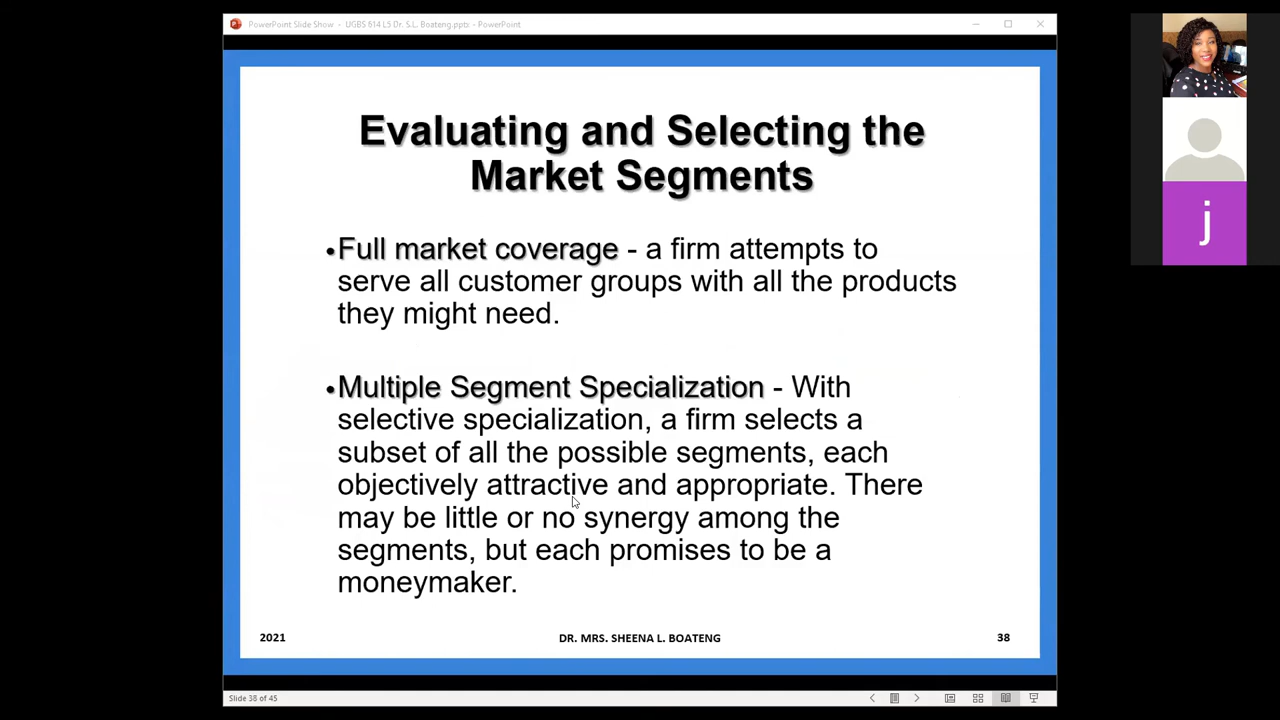 PowerPoint Slide Show - UGBS 614 L5 Dr. S.L. Boateng.pptx - PowerPoint
Evaluating and Selecting the
Market Segments
•Full market coverage - a firm attempts to
serve all customer groups with all the products
they might need.
•Multiple Segment Specialization - With
selective specialization, a firm selects a
subset of all the possible segments, each
objectively attractive and appropriate. There
may be little or no synergy among the
segments, but each promises to be a
moneymaker.
2021 DR. MRS. SHEENA L. BOATENG 38
Slide 38 of 45
j